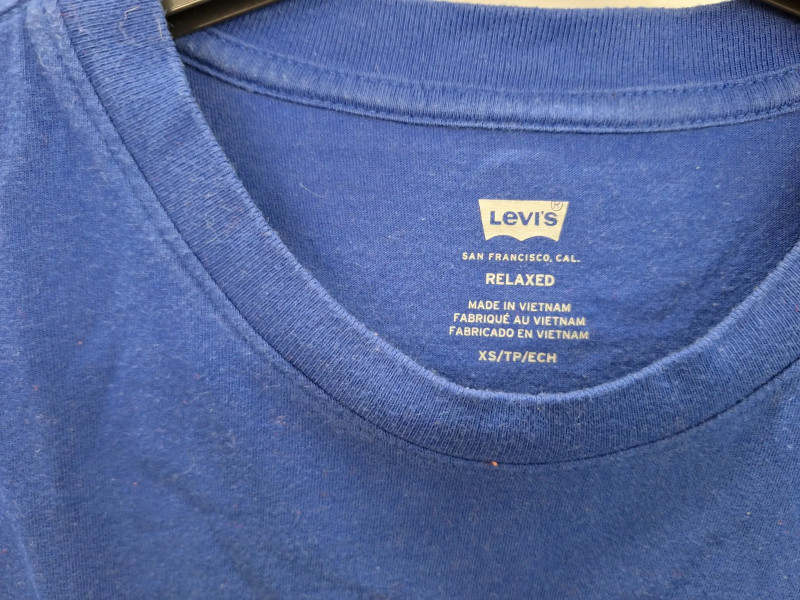 LEVI'S ®
SAN FRANCISCO, CAL.
RELAXED
MADE IN VIETNAM
FABRIQUÉ AU VIETNAM
FABRICADO EN VIETNAM
XS/TP/ECH